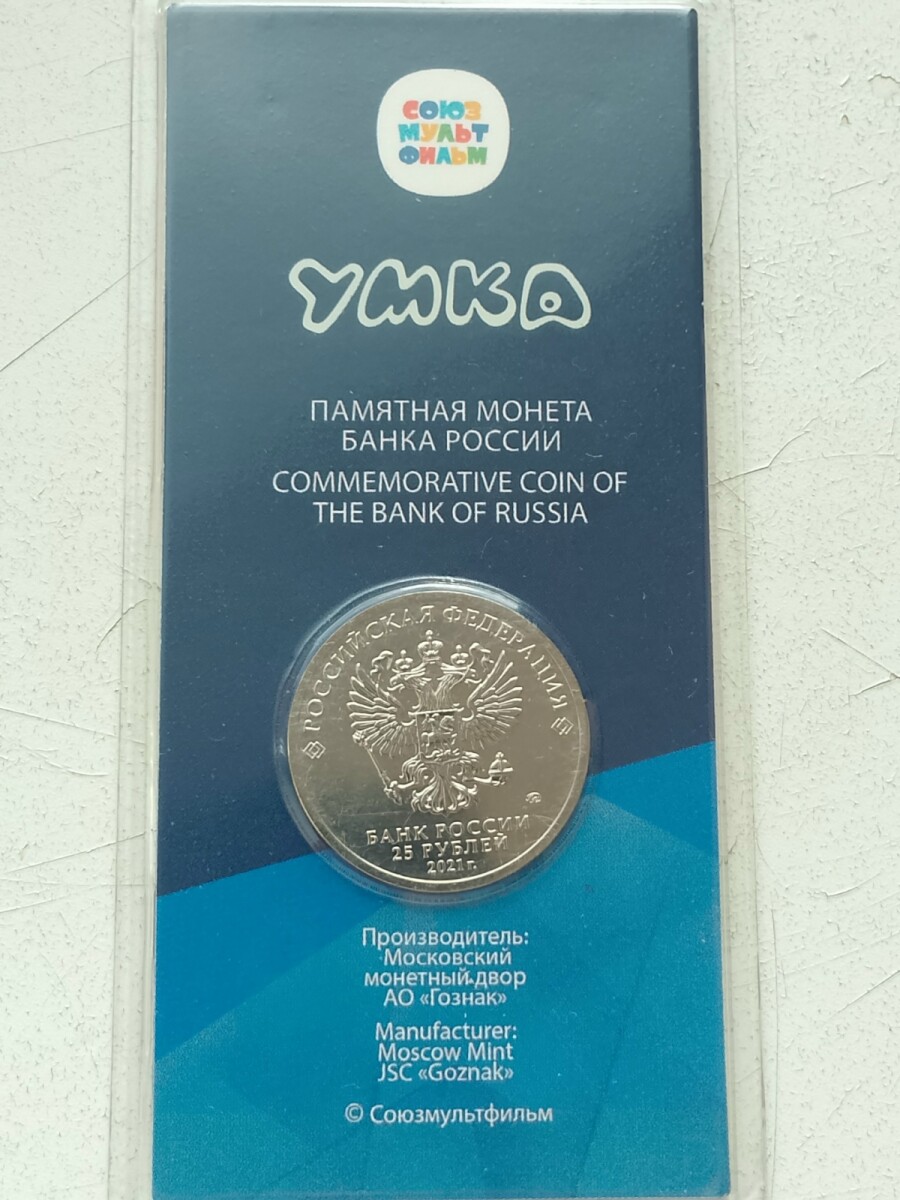 СОЮЗ
МУЛЬТ
ФИЛЬМ
УМКА
ПАМЯТНАЯ МОНЕТА
БАНКА РОССИИ
COMMEMORATIVE COIN OF
THE BANK OF RUSSIA
РОССИЙСКАЯ ФЕДЕРАЦИЯ
БАНК РОССИИ
25 РУБЛЕЙ
2021 г.
Производитель:
Московский
монетный двор
АО «Гознак»
Manufacturer:
Moscow Mint
JSC «Goznak»
© Союзмультфильм